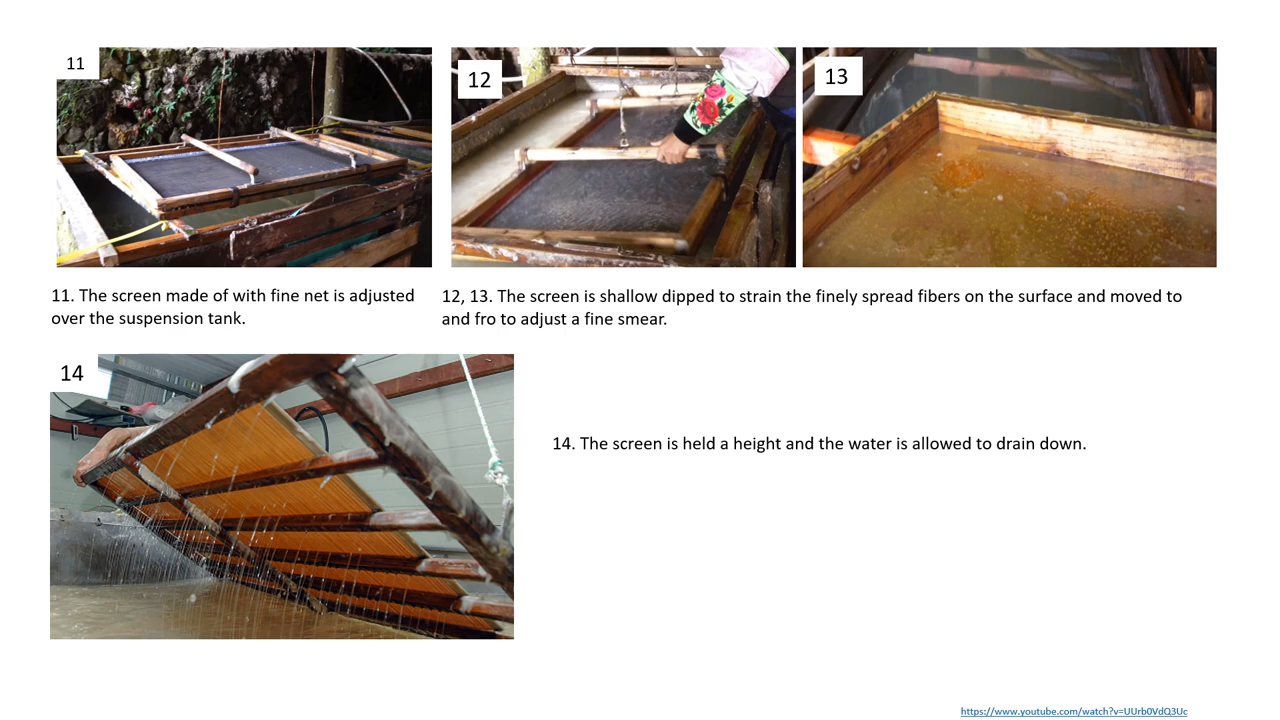 11
12
13
11. The screen made of with fine net is adjusted
over the suspension tank.
12, 13. The screen is shallow dipped to strain the finely spread fibers on the surface and moved to
and fro to adjust a fine smear.
14
14. The screen is held a height and the water is allowed to drain down.
https://www.youtube.com/watch?v=UUrb0VdQ3Uc